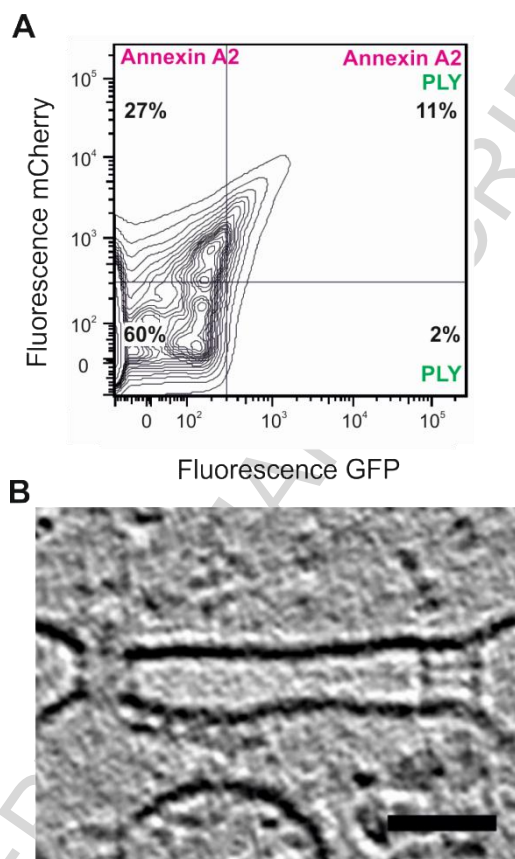 A
Annexin A2 Annexin A2
PLY
27% 11%
10⁵
10⁴
10³
10²
0
60% 2%
PLY
0 10² 10³ 10⁴ 10⁵
Fluorescence mCherry
Fluorescence GFP
B